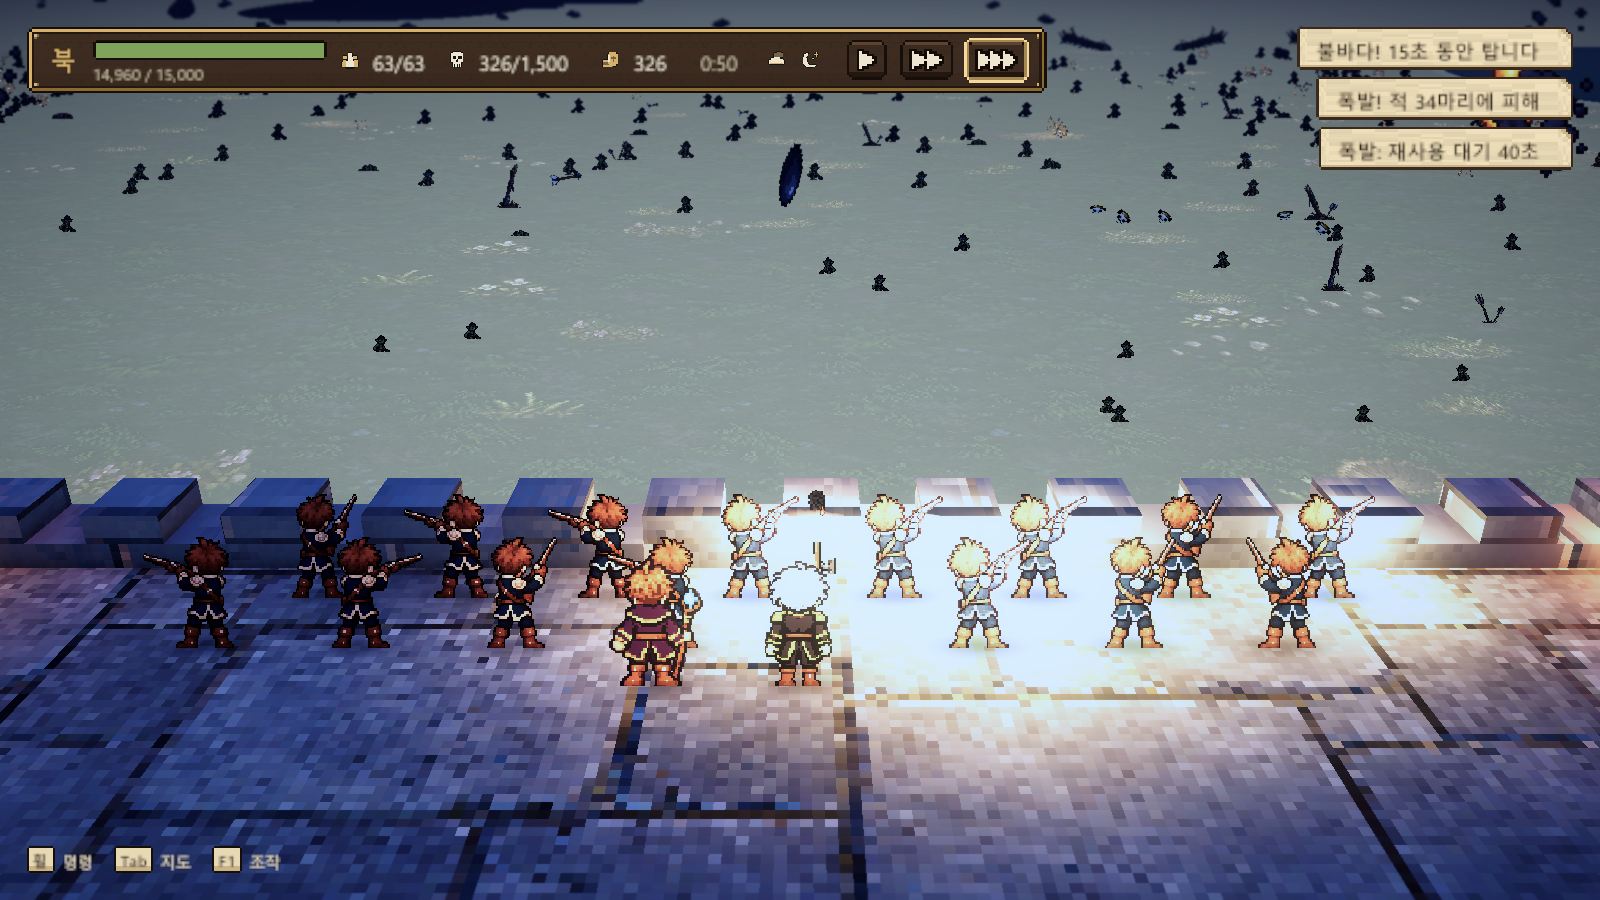 북
14,960 / 15,000
63/63
326/1,500
326
0:50
불바다! 15초 동안 탑니다
폭발! 적 34마리에 피해
폭발: 재사용 대기 40초
휠 명령
Tab 지도
F1 조작